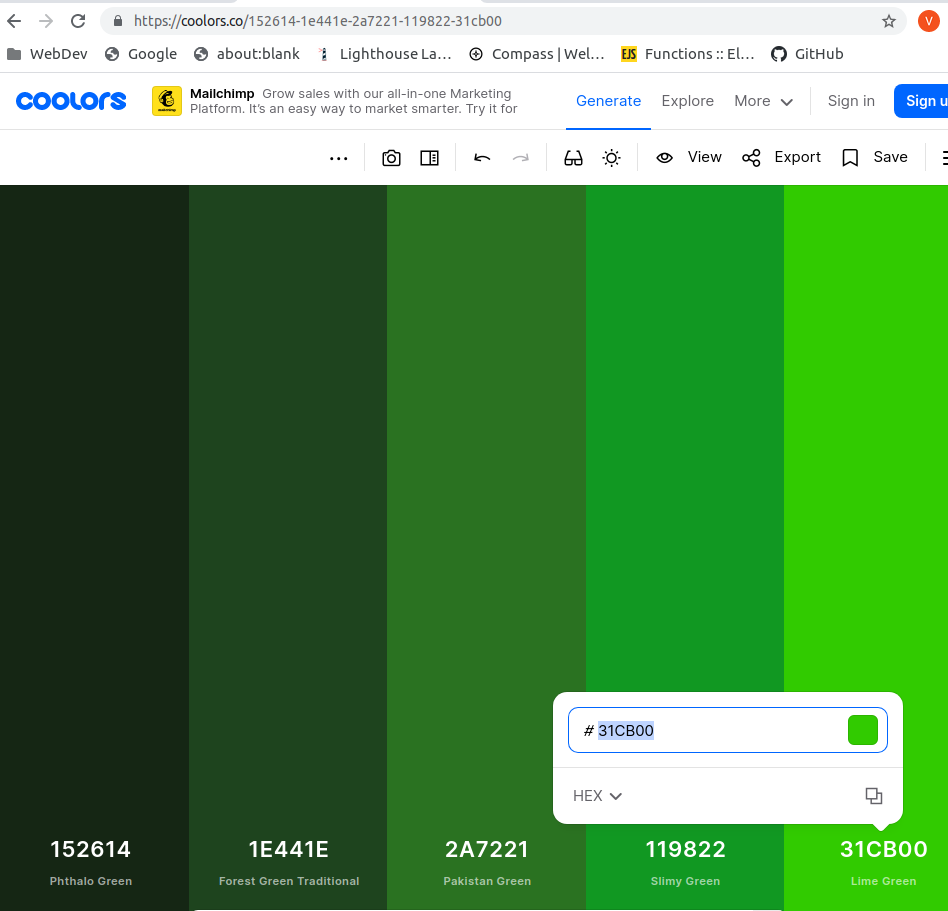 https://coolors.co/152614-1e441e-2a7221-119822-31cb00
V
WebDev Google about:blank Lighthouse La… Compass | Wel… EJS Functions :: El… GitHub
coolors
mailchimp
Mailchimp Grow sales with our all-in-one Marketing
Platform. It's an easy way to market smarter. Try it for
Generate Explore More Sign in Sign u
View Export Save
# 31CB00
HEX
152614 1E441E 2A7221 119822 31CB00
Phthalo Green Forest Green Traditional Pakistan Green Slimy Green Lime Green